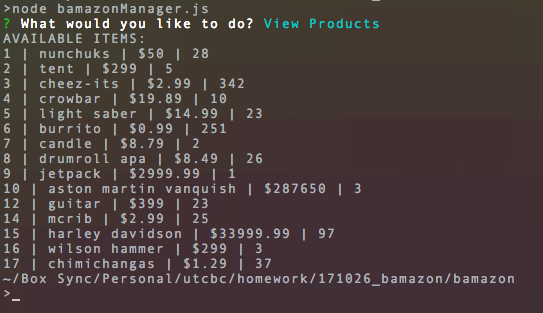 >node bamazonManager.js
? What would you like to do? View Products
AVAILABLE ITEMS:
1 | nunchuks | $50 | 28
2 | tent | $299 | 5
3 | cheez-its | $2.99 | 342
4 | crowbar | $19.89 | 10
5 | light saber | $14.99 | 23
6 | burrito | $0.99 | 251
7 | candle | $8.79 | 2
8 | drumroll apa | $8.49 | 26
9 | jetpack | $2999.99 | 1
10 | aston martin vanquish | $287650 | 3
12 | guitar | $399 | 23
14 | mcrib | $2.99 | 25
15 | harley davidson | $33999.99 | 97
16 | wilson hammer | $299 | 3
17 | chimichangas | $1.29 | 37
~/Box Sync/Personal/utcbc/homework/171026_bamazon/bamazon
>_